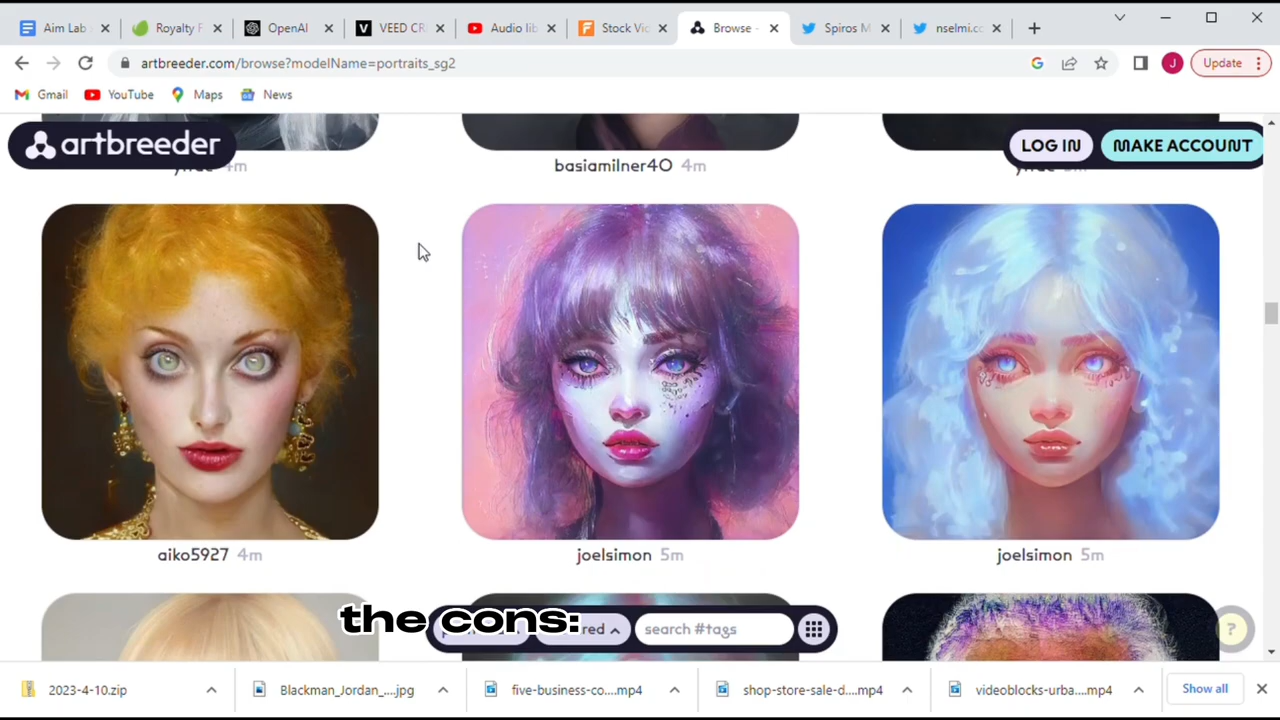 Aim Lab
Royalty F
OpenAI
VEED CR
Audio lib
Stock Vid
Browse -
Spiros M
nselmi.cc
artbreeder.com/browse?modelName=portraits_sg2
Update
Gmail
YouTube
Maps
News
artbreeder
LOG IN
MAKE ACCOUNT
4m
basiamilner40 4m
aiko5927 4m
joelsimon 5m
joelsimon 5m
the cons:
search #tags
?
2023-4-10.zip
Blackman_Jordan_....jpg
five-business-co....mp4
shop-store-sale-d....mp4
videoblocks-urba....mp4
Show all